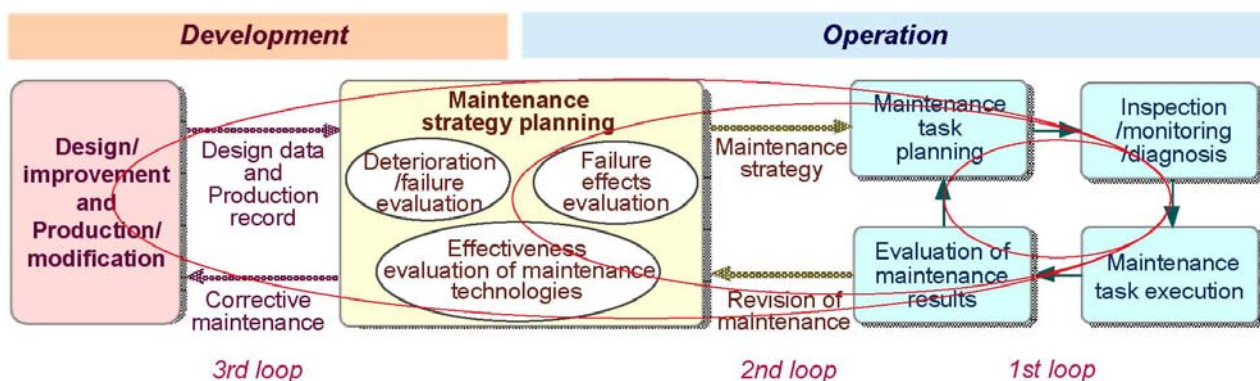 Development
Operation
Design/
improvement
and
Production/
modification
Design data
and
Production
record
Corrective
maintenance
Maintenance
strategy planning
Deterioration
/failure
evaluation
Failure
effects
evaluation
Effectiveness
evaluation of maintenance
technologies
Maintenance
strategy
Revision of
maintenance
Maintenance
task
planning
Inspection
/monitoring
/diagnosis
Evaluation of
maintenance
results
Maintenance
task execution
3rd loop
2nd loop
1st loop